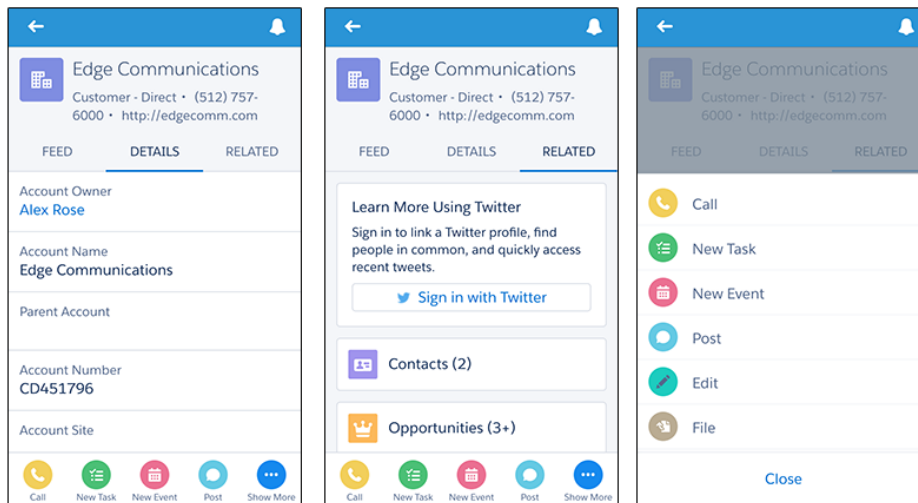 Edge Communications
Customer - Direct • (512) 757-
6000 • http://edgecomm.com
FEED DETAILS RELATED
Account Owner
Alex Rose
Account Name
Edge Communications
Parent Account
Account Number
CD451796
Account Site
Call New Task New Event Post Show More
Edge Communications
Customer - Direct • (512) 757-
6000 • http://edgecomm.com
FEED DETAILS RELATED
Learn More Using Twitter
Sign in to link a Twitter profile, find
people in common, and quickly access
recent tweets.
Sign in with Twitter
Contacts (2)
Opportunities (3+)
Call New Task New Event Post Show More
Edge Communications
Customer - Direct • (512) 757-
6000 • http://edgecomm.com
FEED DETAILS RELATED
Call
New Task
New Event
Post
Edit
File
Close